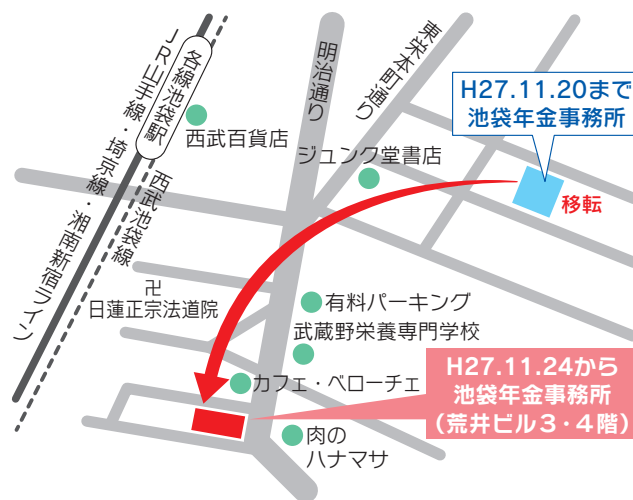 各線池袋駅
JR山手線・埼京線・湘南新宿ライン
西武池袋線
西武百貨店
明治通り
東栄本町通り
ジュンク堂書店
H27.11.20まで
池袋年金事務所
移転
卍
日蓮正宗法道院
有料パーキング
武蔵野栄養専門学校
カフェ・ベローチェ
肉の
ハナマサ
H27.11.24から
池袋年金事務所
(荒井ビル3・4階)